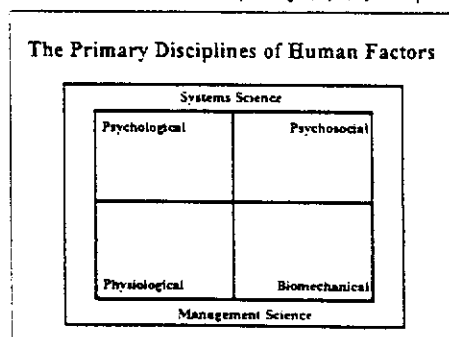 The Primary Disciplines of Human Factors
Systems Science
Psychological Psychosocial
Physiological Biomechanical
Management Science